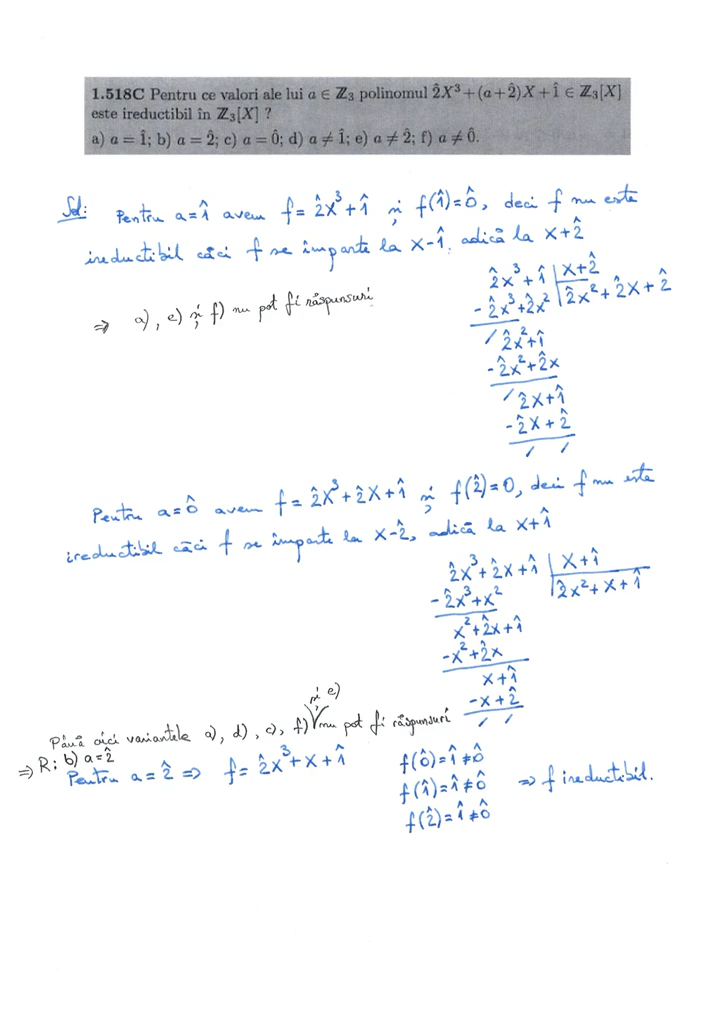 1.518C Pentru ce valori ale lui a ∈ ℤ₃ polinomul 2̂X³+(a+2̂)X+1̂ ∈ ℤ₃[X]
este ireductibil în ℤ₃[X] ?
a) a = 1̂; b) a = 2̂; c) a = 0̂; d) a ≠ 1̂; e) a ≠ 2̂; f) a ≠ 0̂.
Sol: Pentru a=1̂ avem f= 2̂x³+1̂ și f(1̂)=0̂, deci f nu este
ireductibil căci f se împarte la x-1̂, adică la x+2̂
2̂x³+1̂ | x+2̂
-2̂x³+2̂x² | 2̂x²+2̂x+2̂
/ 2̂x²+1̂
-2̂x²+2̂x
/ 2̂x+1̂
-2̂x+2̂
/ /
⇒ a), e) și f) nu pot fi răspunsuri
Pentru a=0̂ avem f = 2̂x³+2̂x+1̂ și f(2̂)=0, deci f nu este
ireductibil căci f se împarte la x-2̂, adică la x+1̂
2̂x³+2̂x+1̂ | x+1̂
-2̂x³+x² | 2̂x²+x+1̂
x²+2̂x+1̂
-x²+2̂x
x+1̂
-x+2̂
/ /
și e)
Până aici variantele a), d), c), f) √ nu pot fi răspunsuri
⇒ R: b) a=2̂
Pentru a=2̂ ⇒ f= 2̂x³+x+1̂ f(0̂)=1̂≠0̂
f(1̂)=1̂≠0̂ ⇒ f ireductibil.
f(2̂)=1̂≠0̂